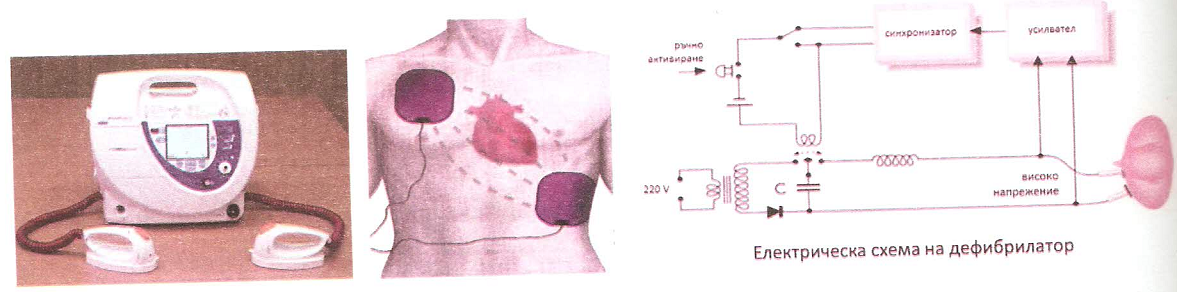 ръчно
активиране
синхронизатор
усилвател
220 V
C
високо
напрежение
Електрическа схема на дефибрилатор